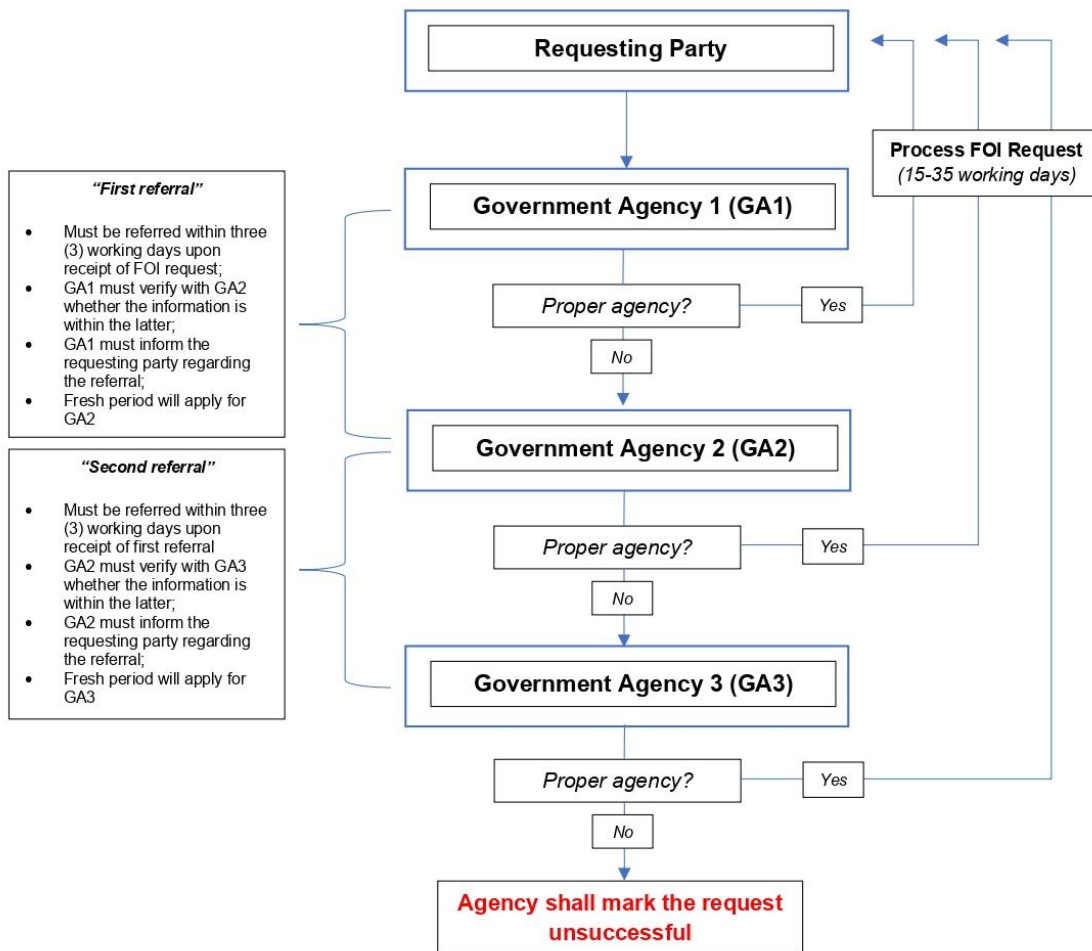 Requesting Party
Process FOI Request
(15-35 working days)
“First referral”
• Must be referred within three
(3) working days upon
receipt of FOI request;
• GA1 must verify with GA2
whether the information is
within the latter;
• GA1 must inform the
requesting party regarding
the referral;
• Fresh period will apply for
GA2
Government Agency 1 (GA1)
Proper agency?
Yes
No
Government Agency 2 (GA2)
“Second referral”
• Must be referred within three
(3) working days upon
receipt of first referral
• GA2 must verify with GA3
whether the information is
within the latter;
• GA2 must inform the
requesting party regarding
the referral;
• Fresh period will apply for
GA3
Proper agency?
Yes
No
Government Agency 3 (GA3)
Proper agency?
Yes
No
Agency shall mark the request
unsuccessful